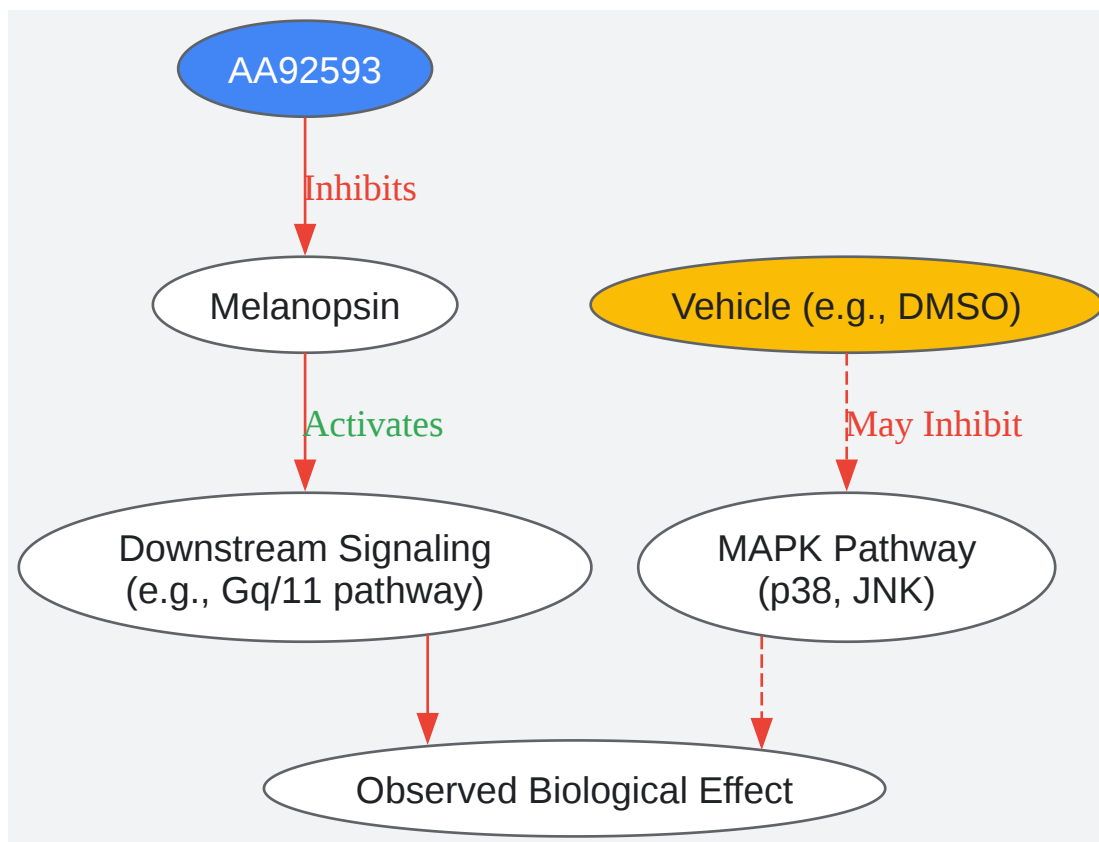 AA92593
Inhibits
Melanopsin
Vehicle (e.g., DMSO)
Activates
May Inhibit
Downstream Signaling
(e.g., Gq/11 pathway)
MAPK Pathway
(p38, JNK)
Observed Biological Effect